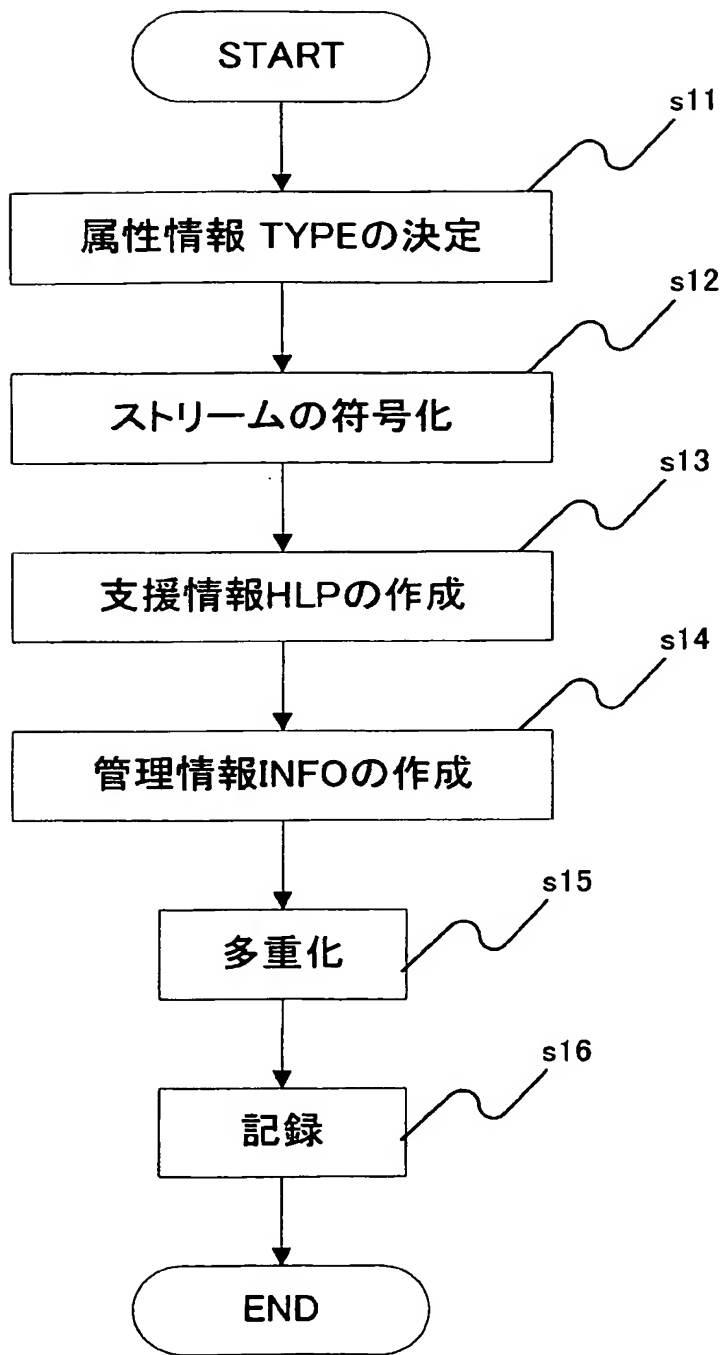 START
s11
属性情報 TYPEの決定
s12
ストリームの符号化
s13
支援情報HLPの作成
s14
管理情報INFOの作成
s15
多重化
s16
記録
END